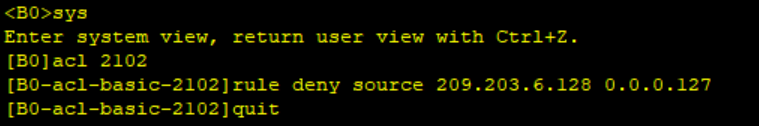 <B0>sys
Enter system view, return user view with Ctrl+Z.
[B0]acl 2102
[B0-acl-basic-2102]rule deny source 209.203.6.128 0.0.0.127
[B0-acl-basic-2102]quit